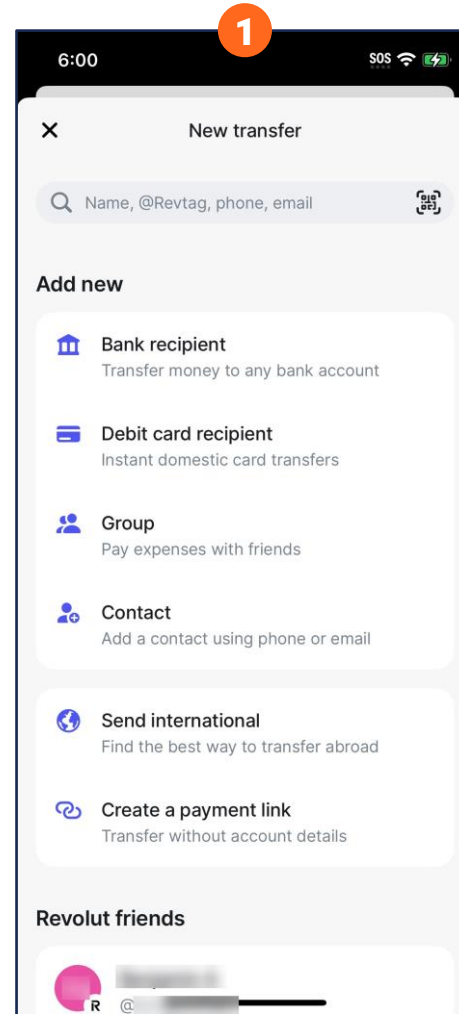 1
6:00 SOS
New transfer
Name, @Revtag, phone, email
Add new
Bank recipient
Transfer money to any bank account
Debit card recipient
Instant domestic card transfers
Group
Pay expenses with friends
Contact
Add a contact using phone or email
Send international
Find the best way to transfer abroad
Create a payment link
Transfer without account details
Revolut friends
R @